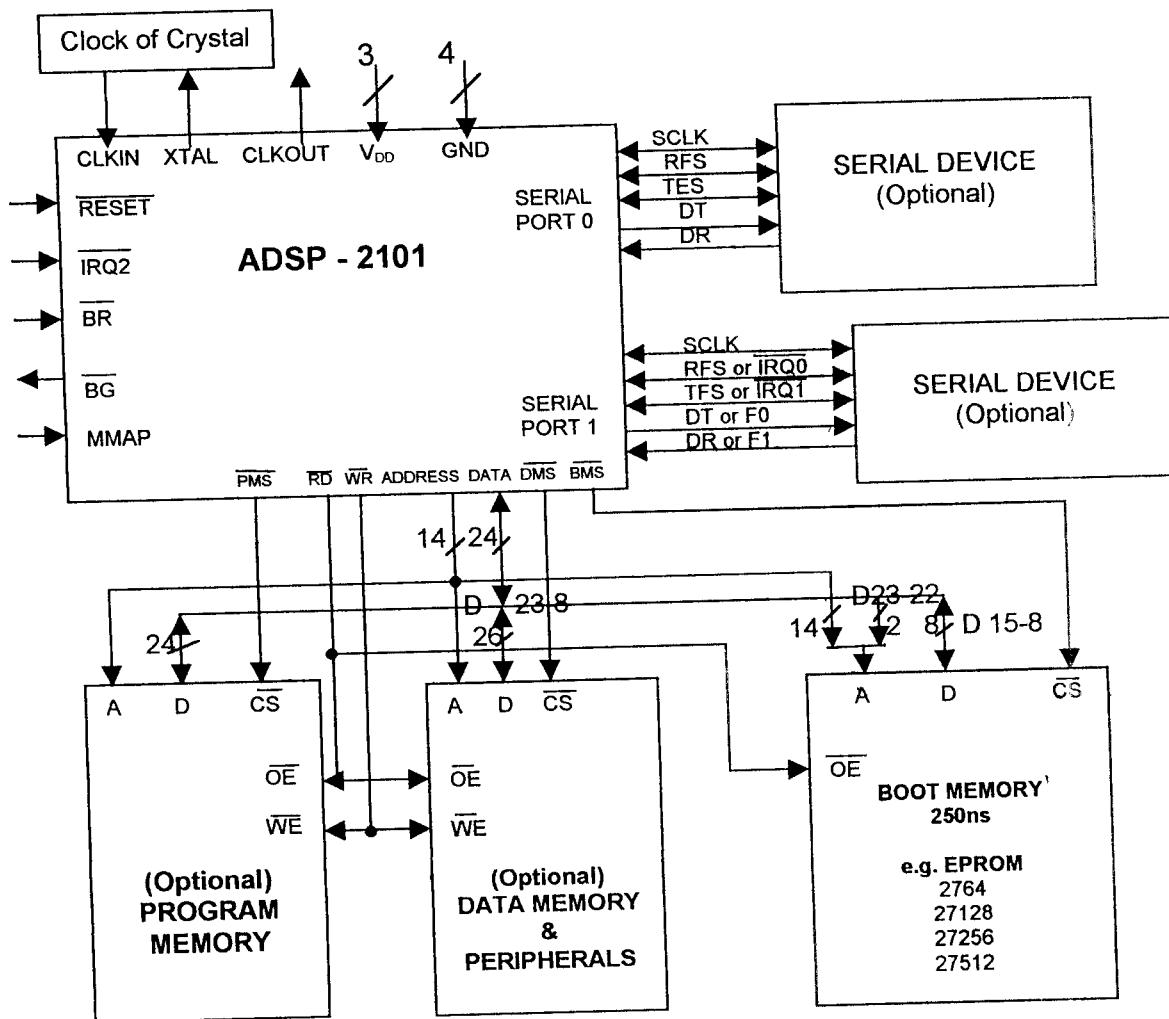 Clock of Crystal
3
4
CLKIN XTAL CLKOUT VDD GND
RESET
IRQ2
BR
BG
MMAP
ADSP - 2101
SERIAL
PORT 0
SCLK
RFS
TES
DT
DR
SERIAL DEVICE
(Optional)
SERIAL
PORT 1
SCLK
RFS or IRQ0
TFS or IRQ1
DT or F0
DR or F1
SERIAL DEVICE
(Optional)
PMS RD WR ADDRESS DATA DMS BMS
14 24
D 23-8
D23-22
14 2 8 D 15-8
24
26
A D CS
OE
WE
(Optional)
PROGRAM
MEMORY
A D CS
OE
WE
(Optional)
DATA MEMORY
&
PERIPHERALS
A D CS
OE
BOOT MEMORY
250ns
e.g. EPROM
2764
27128
27256
27512